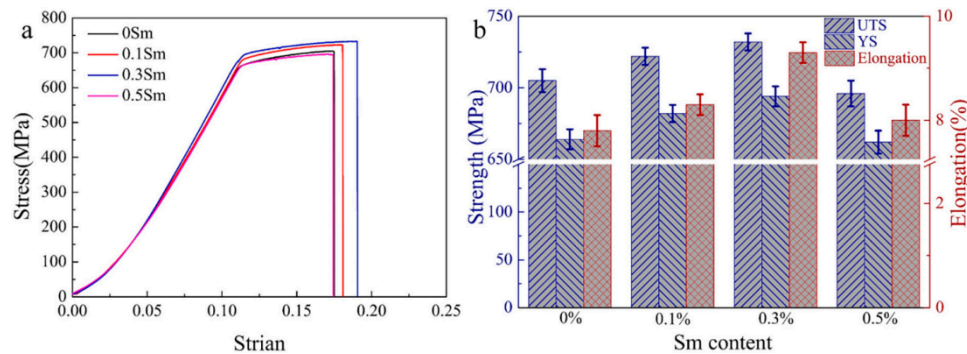 a
0Sm
0.1Sm
0.3Sm
0.5Sm
800
700
600
500
400
300
200
100
0
Stress(MPa)
0.00 0.05 0.10 0.15 0.20 0.25
Strian
b
UTS
YS
Elongation
750
700
650
100
50
0
Strength (MPa)
10
8
2
0
Elongation(%)
0% 0.1% 0.3% 0.5%
Sm content